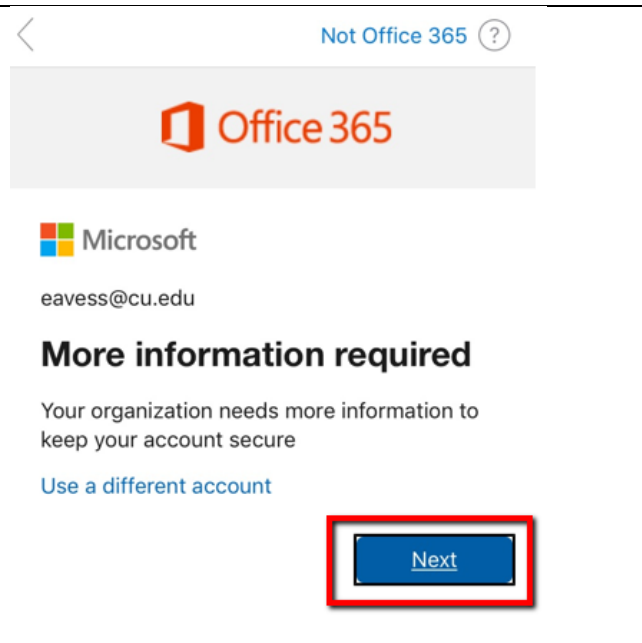 Not Office 365 ?
Office 365
Microsoft
eavess@cu.edu
More information required
Your organization needs more information to
keep your account secure
Use a different account
Next